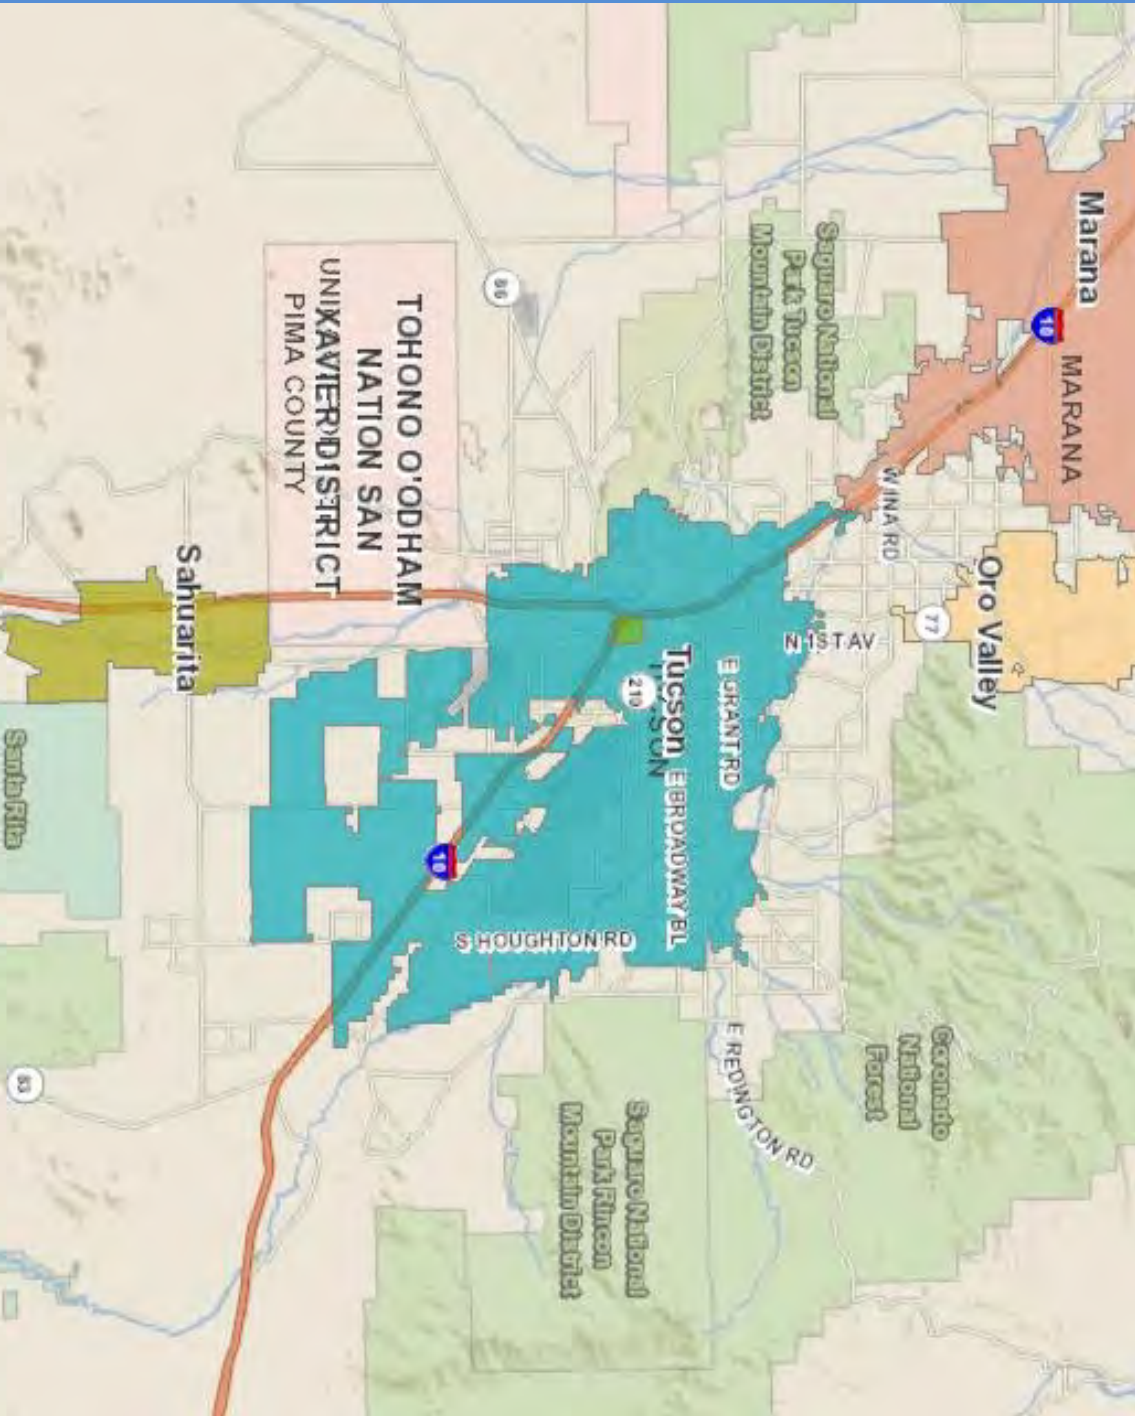 Marana
10
MARANA
Saguaro National
Park Tucson
Mountain District
W INA RD
Oro Valley
77
N 1ST AV
86
TOHONO O'ODHAM
NATION SAN
XAVIER DISTRICT
PIMA COUNTY
Tucson
210
E GRANT RD
E BROADWAY BL
10
S HOUGHTON RD
Sahuarita
Santa Rita
83
E REDINGTON RD
Coronado
National
Forest
Saguaro National
Park Rincon
Mountain District